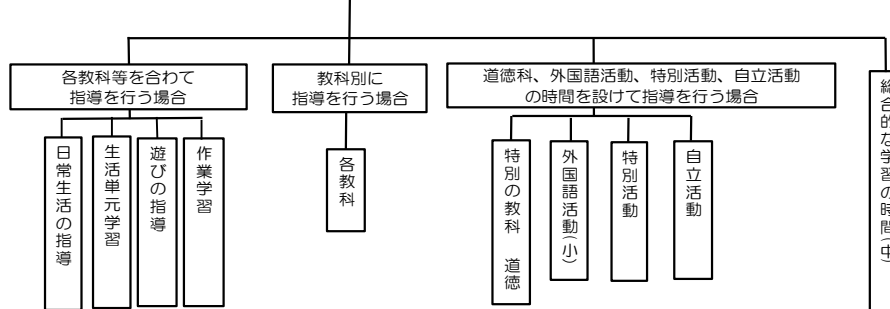 各教科等を合わせて
指導を行う場合
教科別に
指導を行う場合
道徳科、外国語活動、特別活動、自立活動
の時間を設けて指導を行う場合
日常生活の指導
生活単元学習
遊びの指導
作業学習
各教科
特別の教科　道徳
外国語活動(小)
特別活動
自立活動
総合的な学習の時間(中)